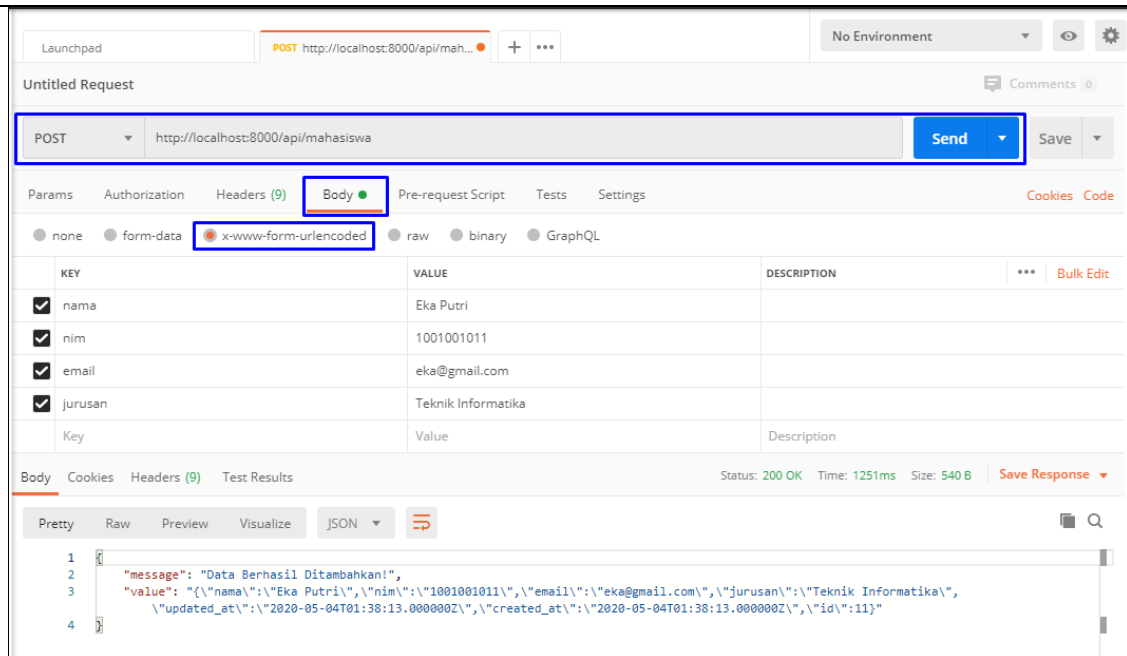 Launchpad POST http://localhost:8000/api/mah... + ••• No Environment
Untitled Request Comments 0
POST http://localhost:8000/api/mahasiswa Send Save
Params Authorization Headers (9) Body Pre-request Script Tests Settings Cookies Code
none form-data x-www-form-urlencoded raw binary GraphQL
KEY VALUE DESCRIPTION ••• Bulk Edit
nama Eka Putri
nim 1001001011
email eka@gmail.com
jurusan Teknik Informatika
Key Value Description
Body Cookies Headers (9) Test Results Status: 200 OK Time: 1251ms Size: 540 B Save Response
Pretty Raw Preview Visualize JSON
1 {
2 "message": "Data Berhasil Ditambahkan!",
3 "value": "{\"nama\":\"Eka Putri\",\"nim\":\"1001001011\",\"email\":\"eka@gmail.com\",\"jurusan\":\"Teknik Informatika\",
\"updated_at\":\"2020-05-04T01:38:13.000000Z\",\"created_at\":\"2020-05-04T01:38:13.000000Z\",\"id\":11}"
4 }